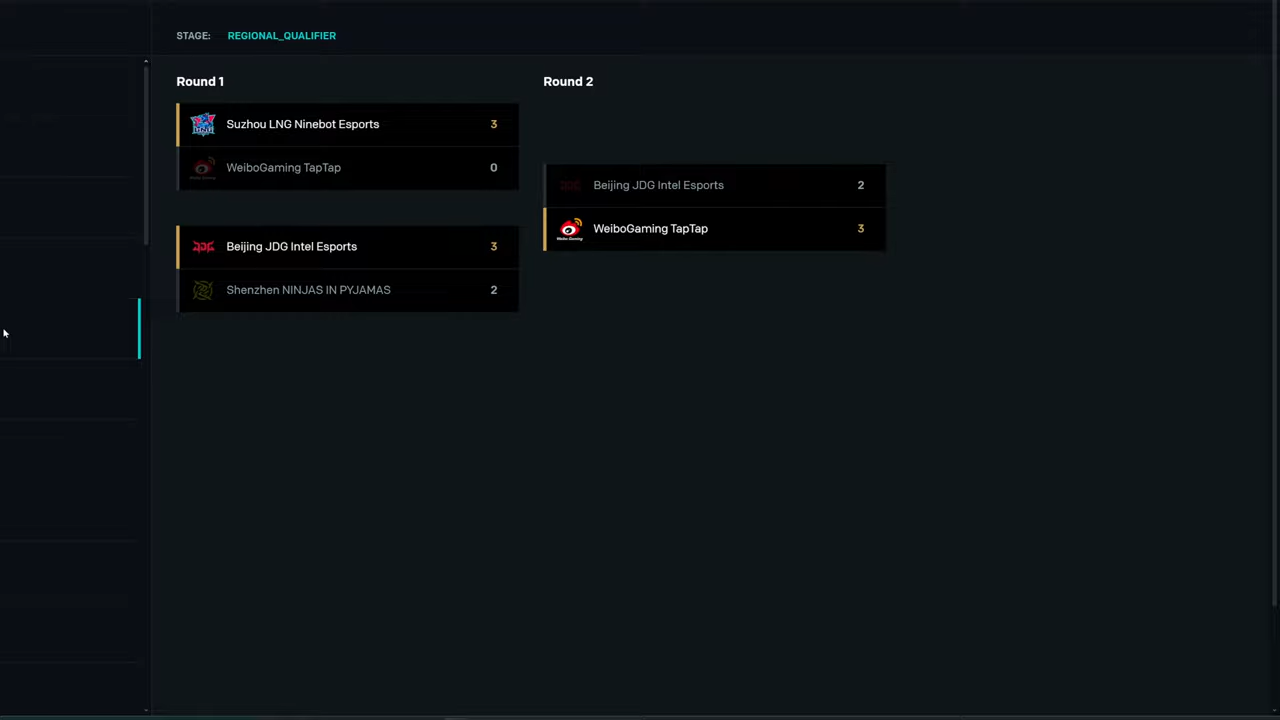 STAGE: REGIONAL_QUALIFIER
Round 1
Suzhou LNG Ninebot Esports 3
WeiboGaming TapTap 0
Beijing JDG Intel Esports 3
Shenzhen NINJAS IN PYJAMAS 2
Round 2
Beijing JDG Intel Esports 2
WeiboGaming TapTap 3